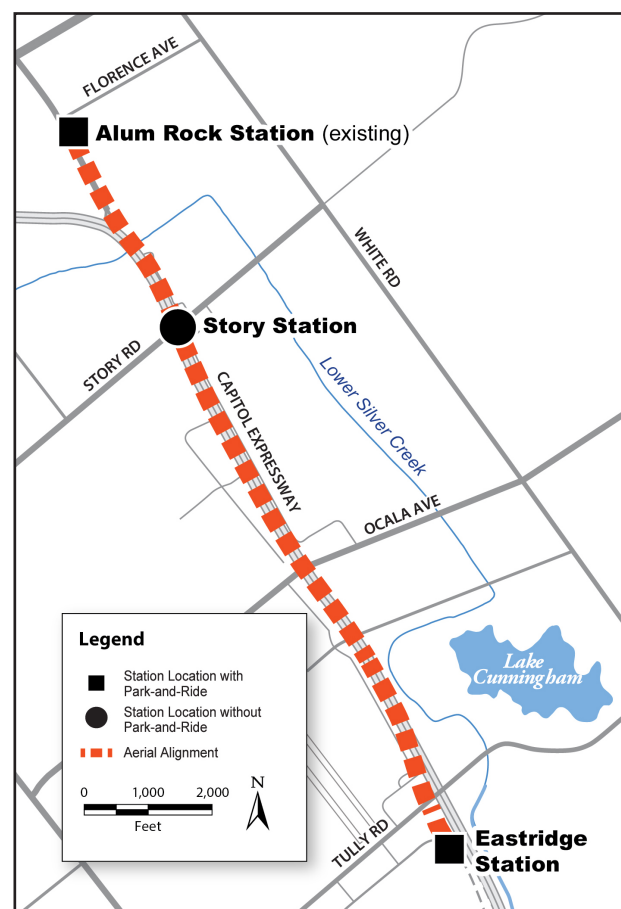 FLORENCE AVE
Alum Rock Station (existing)
WHITE RD
Story Station
STORY RD
CAPITOL EXPRESSWAY
Lower Silver Creek
OCALA AVE
Lake
Cunningham
Legend
Station Location with
Park-and-Ride
Station Location without
Park-and-Ride
Aerial Alignment
0 1,000 2,000
Feet
N
TULLY RD
Eastridge
Station